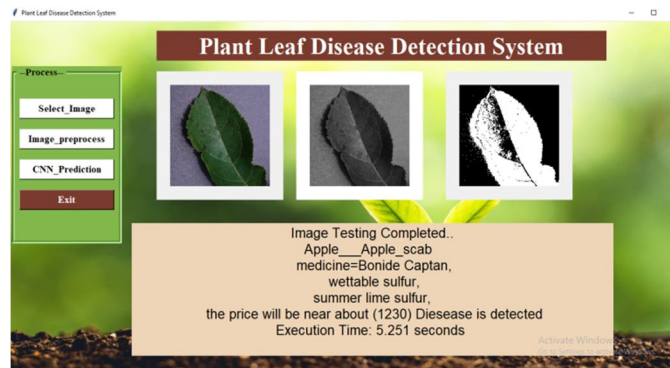 Plant Leaf Disease Detection System
Plant Leaf Disease Detection System
--Process--
Select_Image
Image_preprocess
CNN_Prediction
Exit
Image Testing Completed..
Apple___Apple_scab
medicine=Bonide Captan,
wettable sulfur,
summer lime sulfur,
the price will be near about (1230) Diesease is detected
Execution Time: 5.251 seconds
Activate Windows